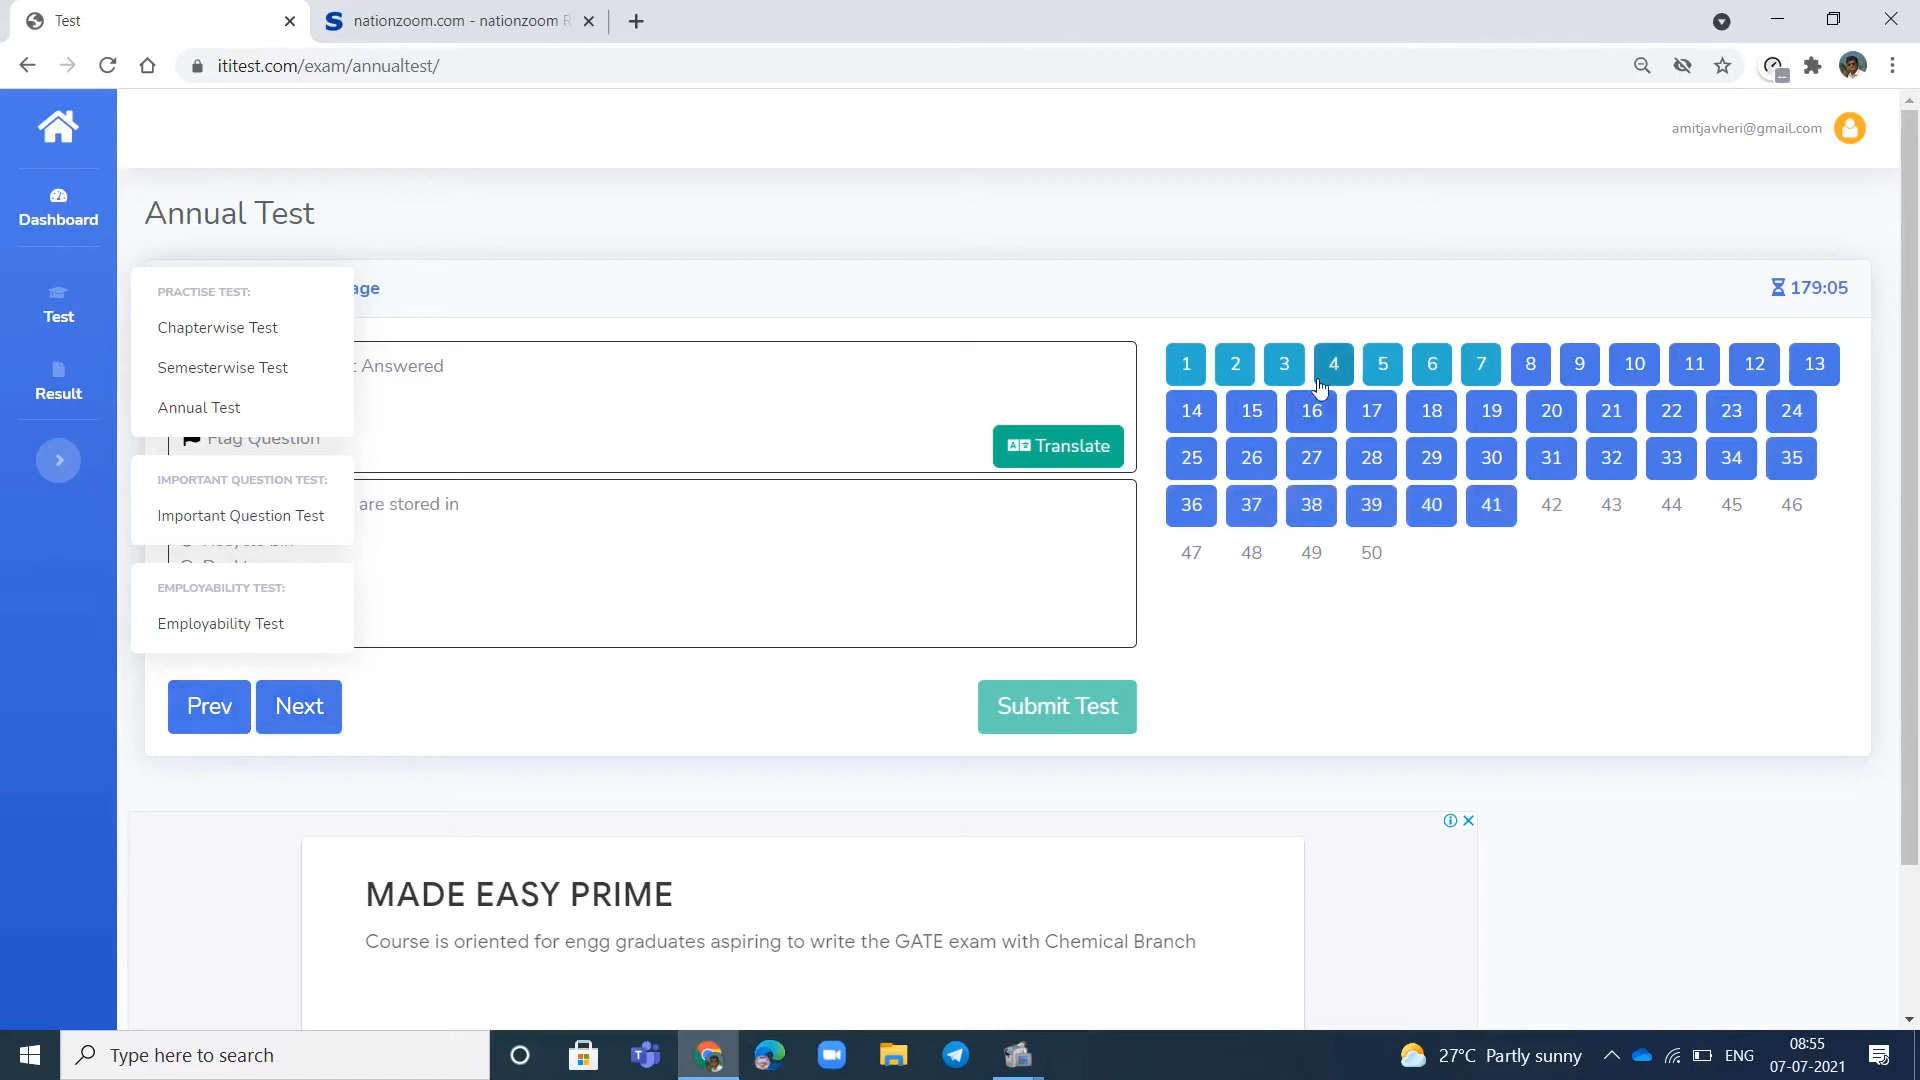 Test
nationzoom.com - nationzoom R
ititest.com/exam/annualtest/
amitjavheri@gmail.com
Dashboard
Test
Result
Annual Test
age
179:05
PRACTISE TEST:
Chapterwise Test
Semesterwise Test
Annual Test
IMPORTANT QUESTION TEST:
Important Question Test
EMPLOYABILITY TEST:
Employability Test
t Answered
Flag Question
Translate
are stored in
Prev
Next
Submit Test
1 2 3 4 5 6 7 8 9 10 11 12 13
14 15 16 17 18 19 20 21 22 23 24
25 26 27 28 29 30 31 32 33 34 35
36 37 38 39 40 41 42 43 44 45 46
47 48 49 50
MADE EASY PRIME
Course is oriented for engg graduates aspiring to write the GATE exam with Chemical Branch
Type here to search
27°C Partly sunny
ENG
08:55
07-07-2021